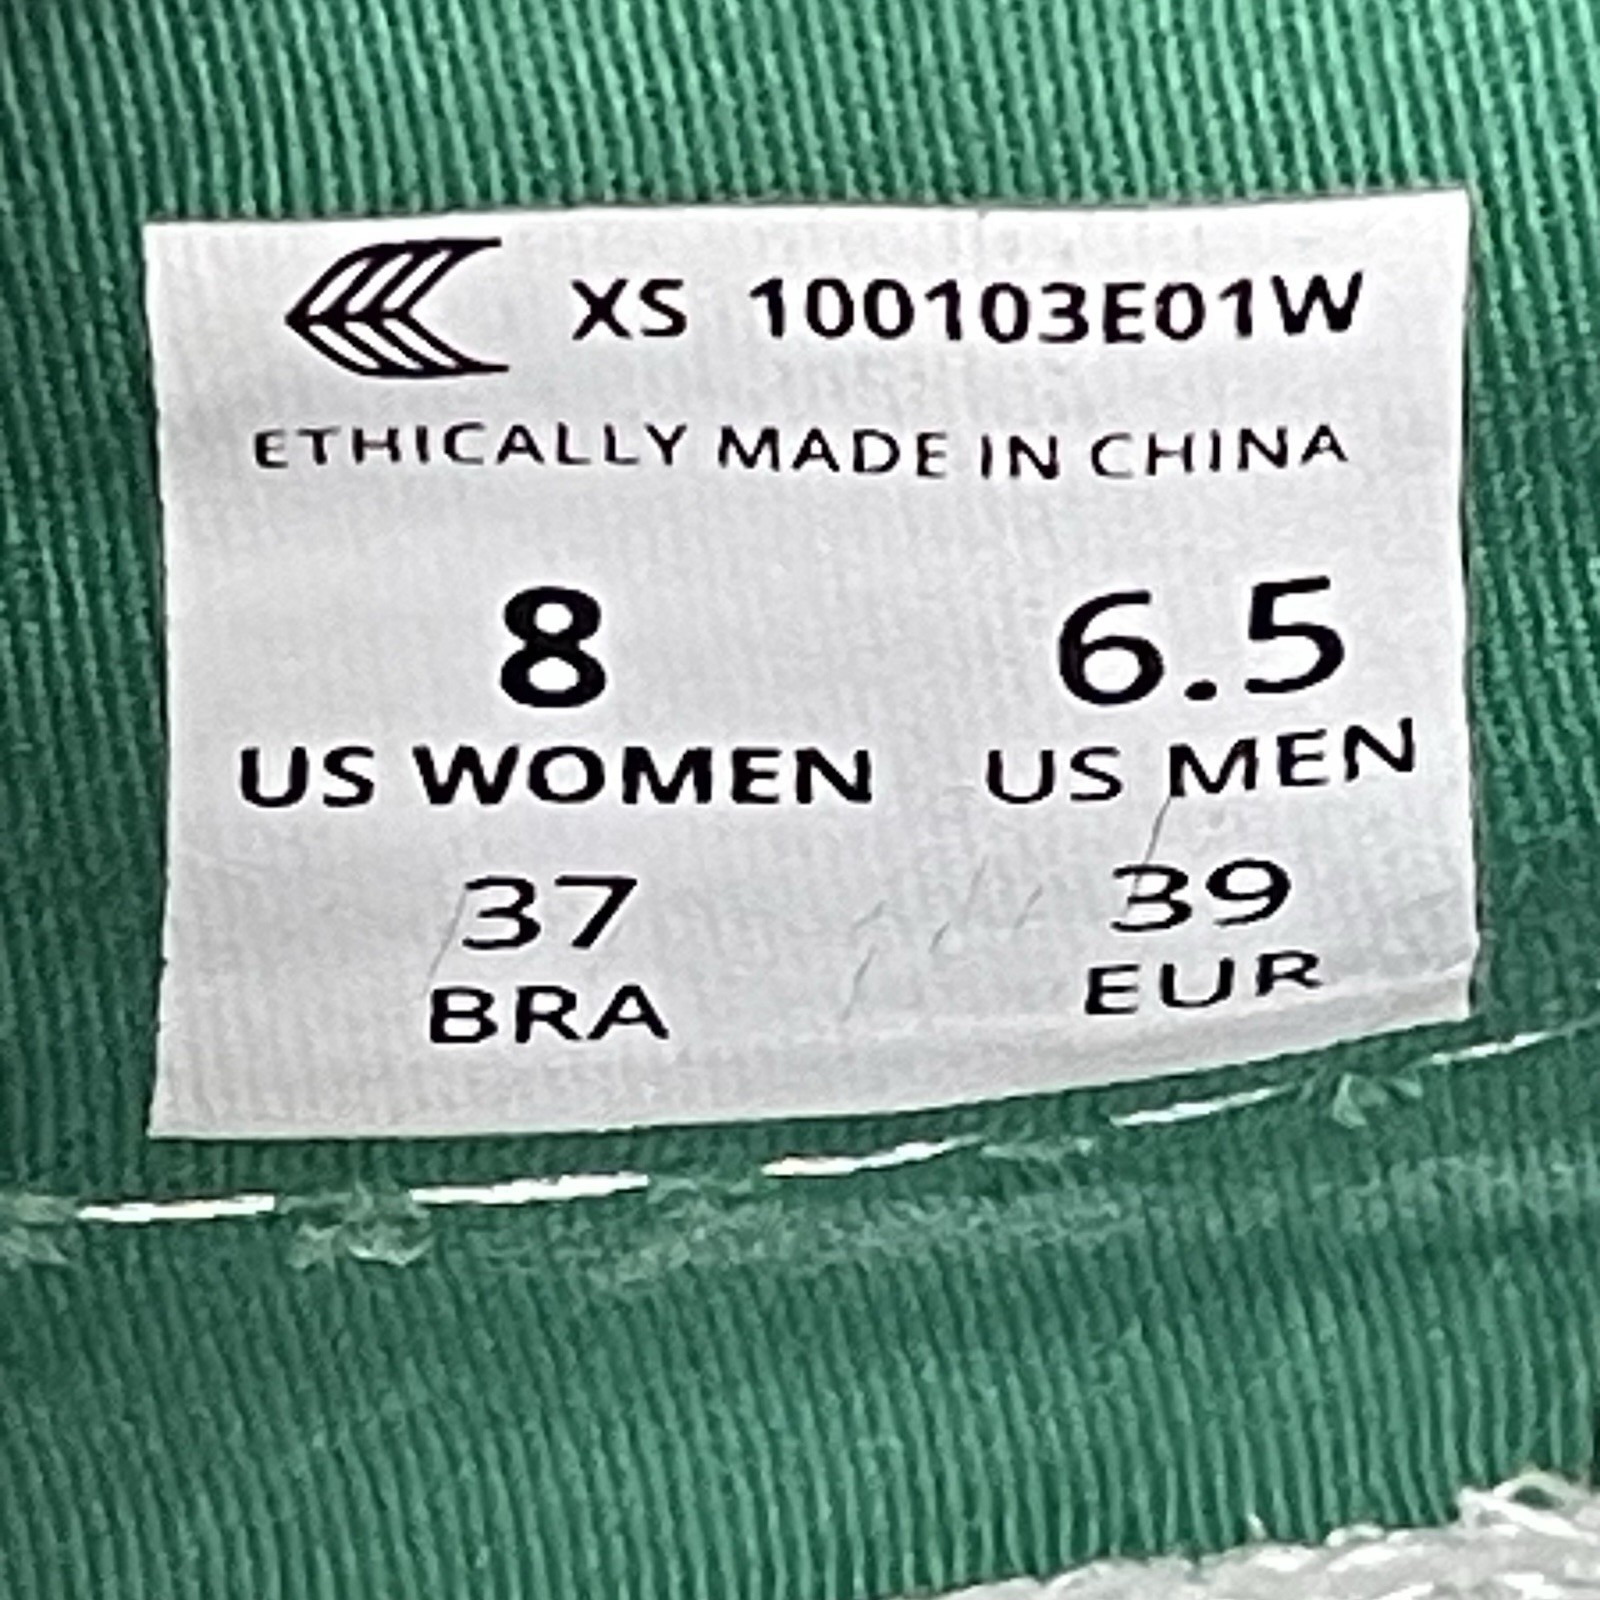 XS 100103E01W
ETHICALLY MADE IN CHINA
8 6.5
US WOMEN US MEN
37 39
BRA EUR